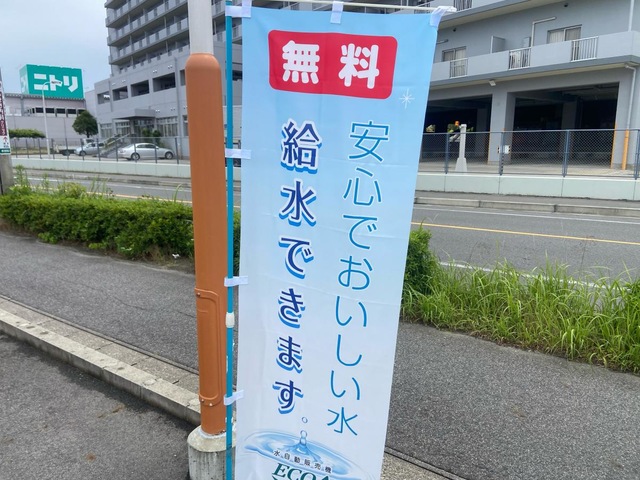 ニトリ
無料
安心でおいしい水
給水できます。
水自動販売機